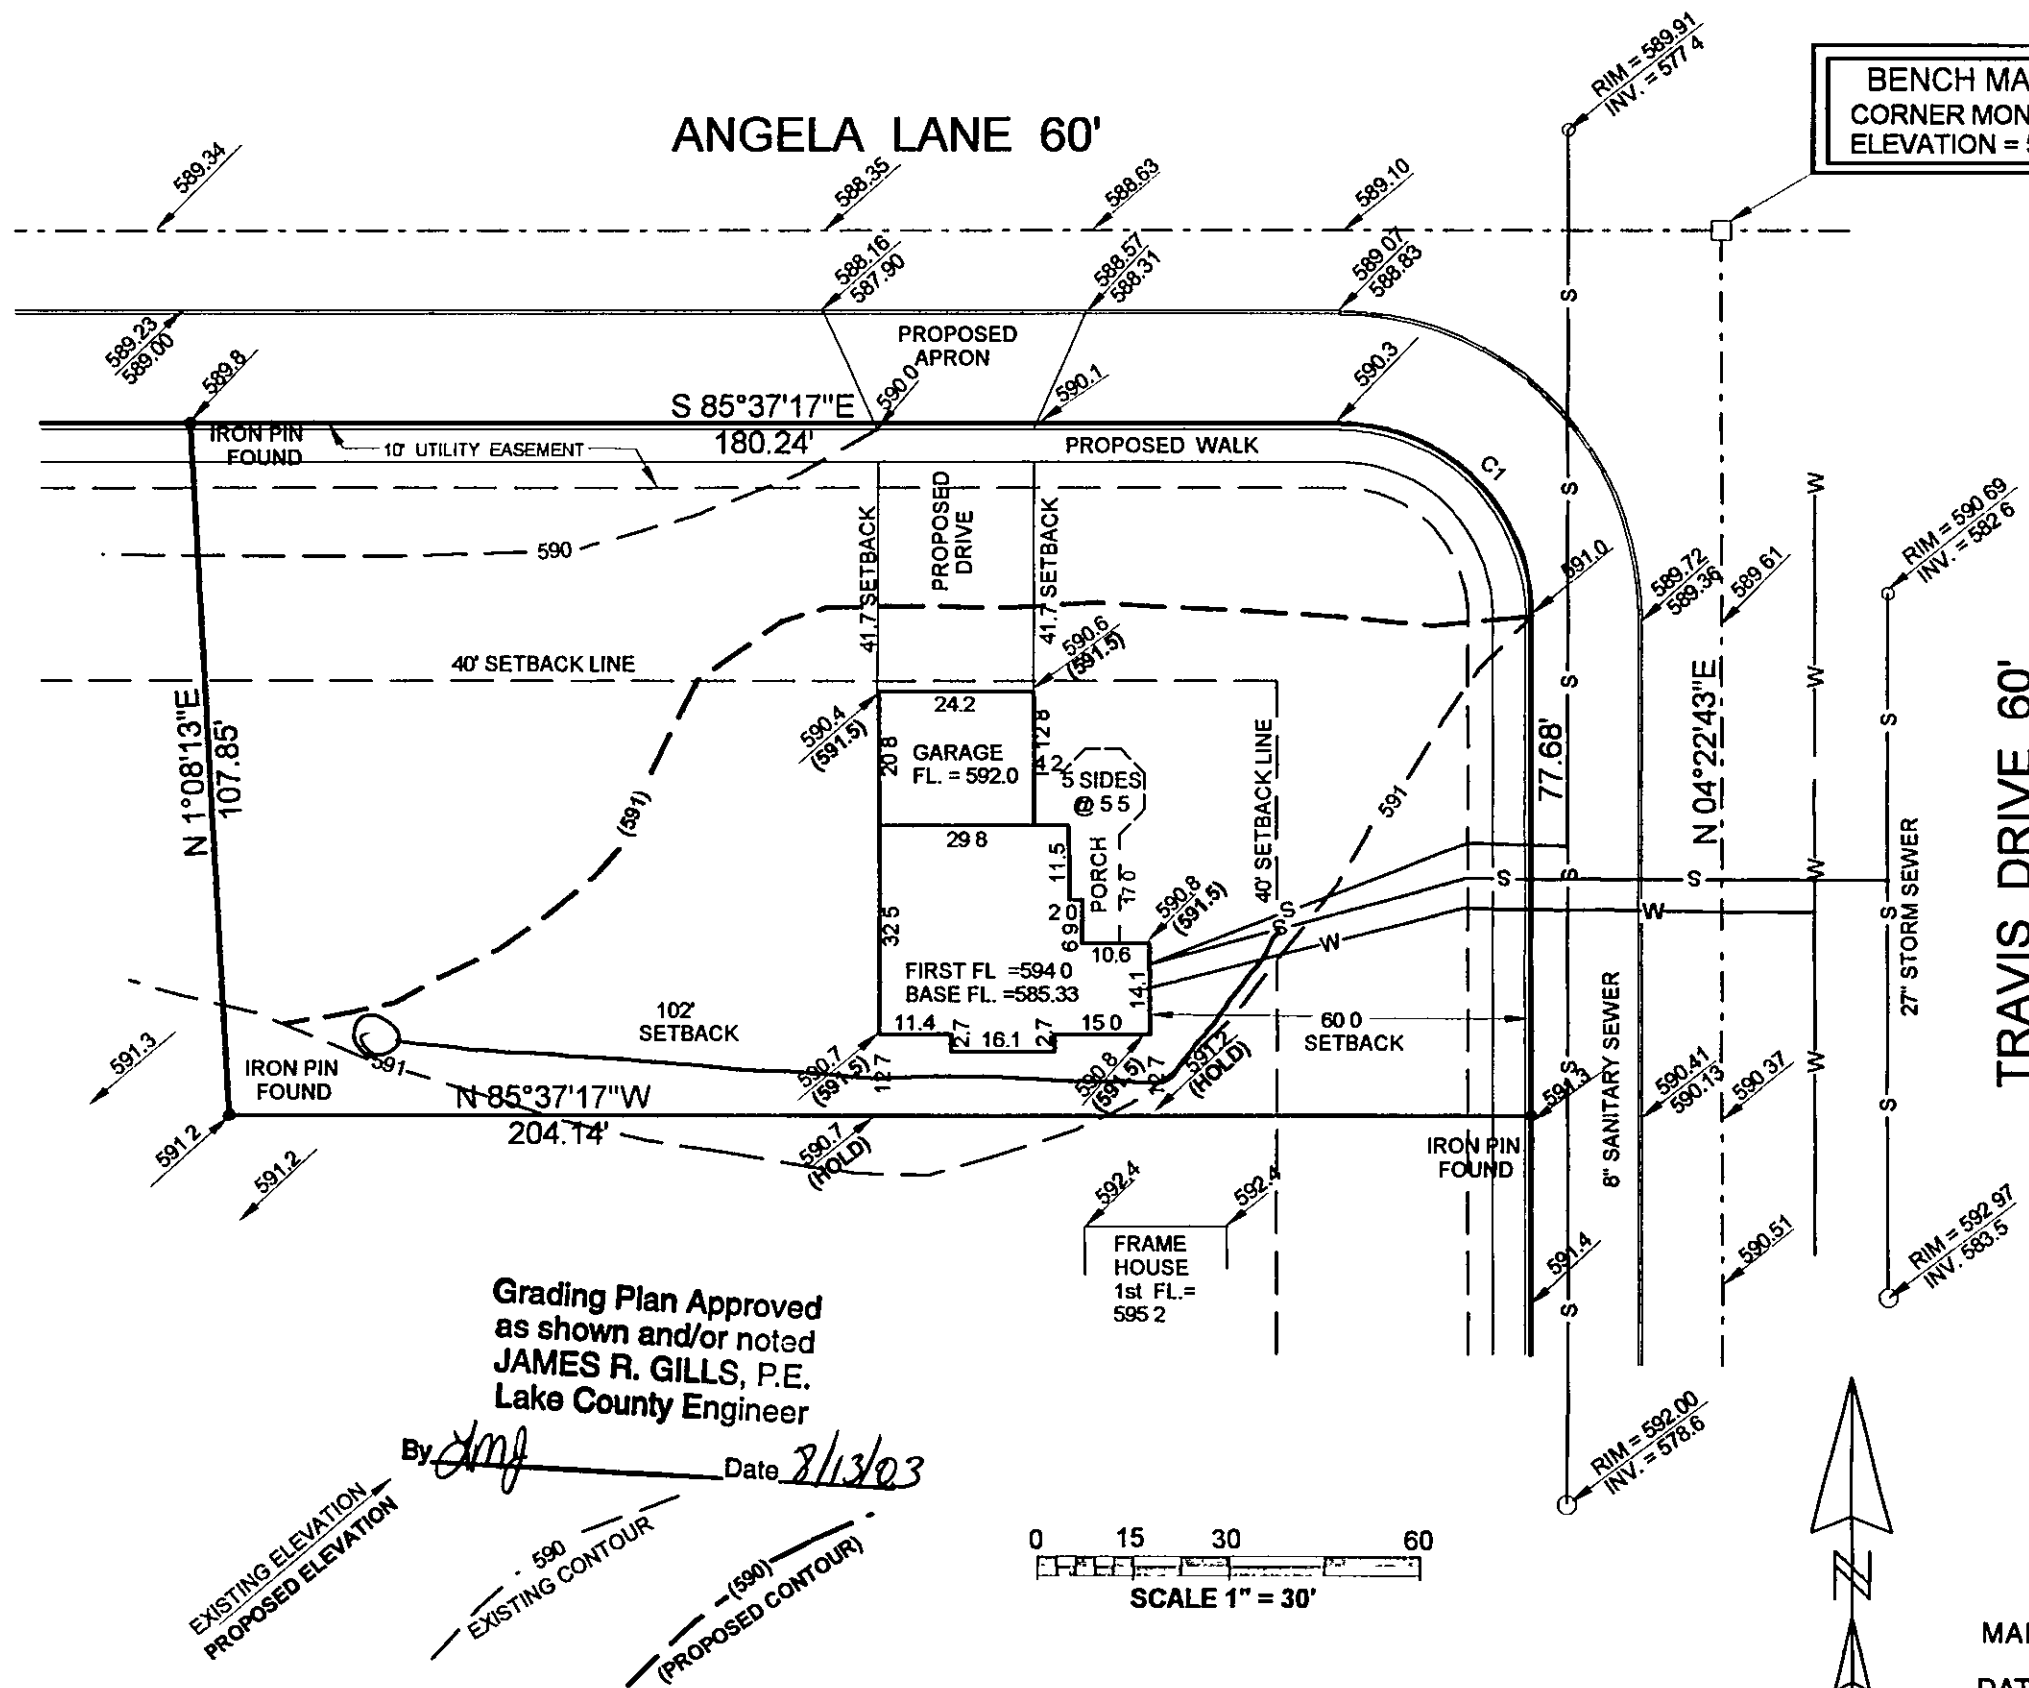 RIM = 589.91
INV. = 577 4
BENCH MA
CORNER MON
ELEVATION = 5
ANGELA LANE 60'
589.34
588.35
588.63
589.10
588.16
587.90
588.57
588.31
589.07
588.83
589.23
589.00
PROPOSED
APRON
589.8
590.0
590.1
590.3
S 85°37'17"E
180.24'
IRON PIN
FOUND
10' UTILITY EASEMENT
PROPOSED WALK
C1
PROPOSED
DRIVE
41.7 SETBACK
41.7 SETBACK
590
591.0
589.72
589.36
589 61
RIM = 590 69
INV. = 582 6
S
S
S
S
S
S
W
W
W
W
S
S
S
40' SETBACK LINE
590.6
(591.5)
590.4
(591.5)
24.2
20 8
12 8
4 2
GARAGE
FL. = 592.0
5 SIDES
@ 5 5
29 8
11.5
PORCH
17 0
2 0
6 9
10.6
590.8
(591.5)
32 5
FIRST FL =594 0
BASE FL. =585.33
14.1
11.4
2.7
16.1
2.7
15 0
N 1°08'13"E
107.85'
(591)
40' SETBACK LINE
591
77.68'
N 04°22'43"E
TRAVIS DRIVE 60'
27" STORM SEWER
8" SANITARY SEWER
S
S
W
S
S
W
60 0
SETBACK
102'
SETBACK
591.3
591
IRON PIN
FOUND
590.7
(591.5)
12.7
590.8
(591.5)
591.2
(HOLD)
591.3
590.41
590.13
590 37
N 85°37'17"W
204.14'
591 2
591.2
590.7
(HOLD)
IRON PIN
FOUND
592.4
592.4
FRAME
HOUSE
1st FL.=
595 2
591.4
590.51
RIM = 592 97
INV. 583.5
Grading Plan Approved
as shown and/or noted
JAMES R. GILLS, P.E.
Lake County Engineer
By
Date 8/13/03
RIM = 592.00
INV. = 578.6
EXISTING ELEVATION
PROPOSED ELEVATION
590
EXISTING CONTOUR
(590)
(PROPOSED CONTOUR)
0 15 30 60
SCALE 1" = 30'
N
MAI
DAT